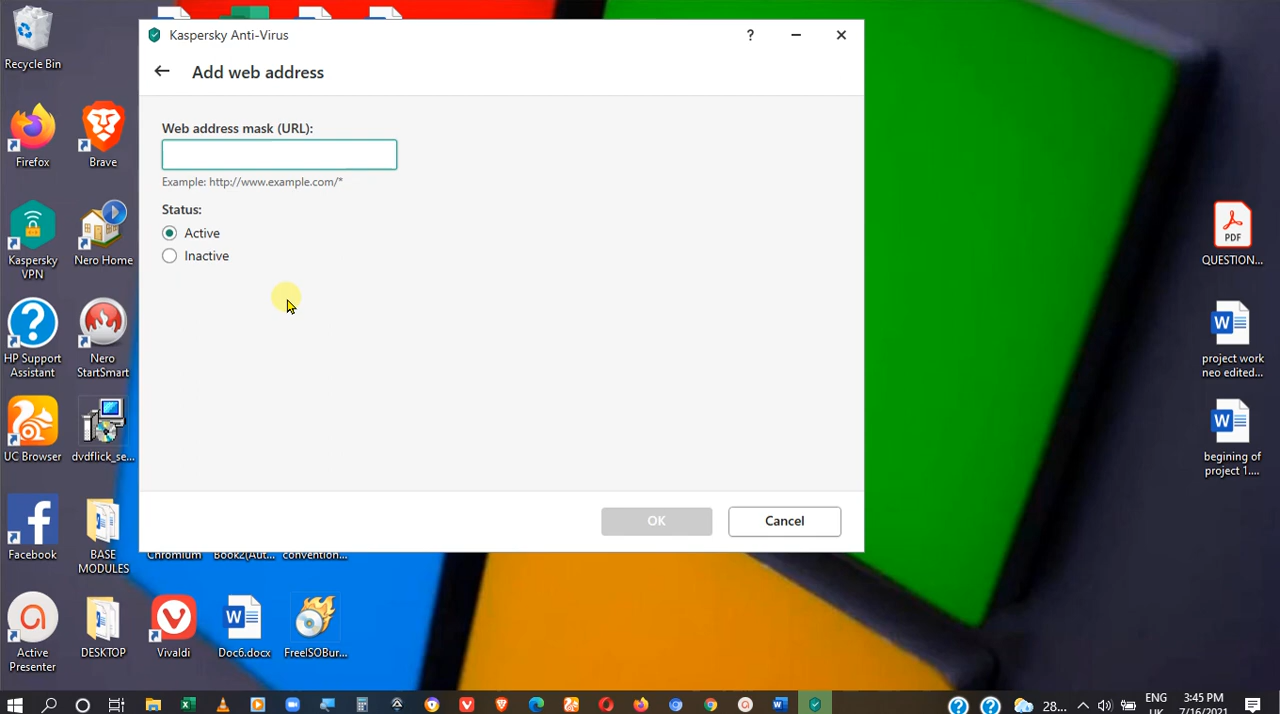 Kaspersky Anti-Virus
?
Add web address
Web address mask (URL):
Example: http://www.example.com/*
Status:
Active
Inactive
OK
Cancel
Recycle Bin
Firefox
Brave
Kaspersky
VPN
Nero Home
HP Support
Assistant
Nero
StartSmart
UC Browser
dvdflick_se...
Facebook
BASE
MODULES
Chromium
Book2(Aut...
convention...
Active
Presenter
DESKTOP
Vivaldi
Doc6.docx
FreeISOBur...
PDF
QUESTION...
project work
neo edited...
begining of
project 1....
28...
ENG
UK
3:45 PM
7/16/2021